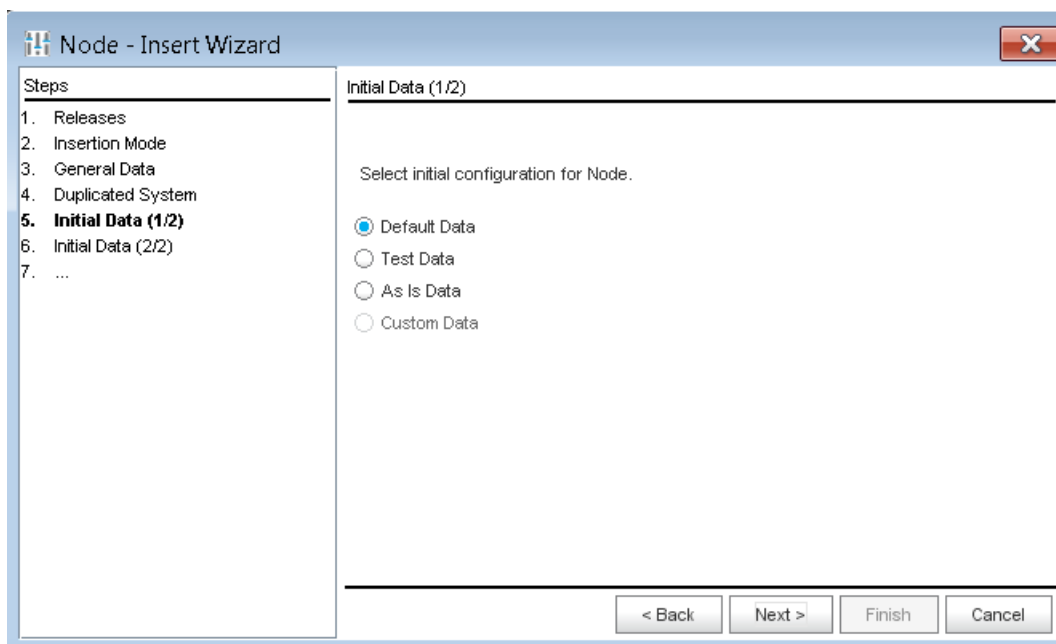 Node - Insert Wizard
Steps
1. Releases
2. Insertion Mode
3. General Data
4. Duplicated System
5. Initial Data (1/2)
6. Initial Data (2/2)
7. ...
Initial Data (1/2)
Select initial configuration for Node.
Default Data
Test Data
As Is Data
Custom Data
< Back Next > Finish Cancel